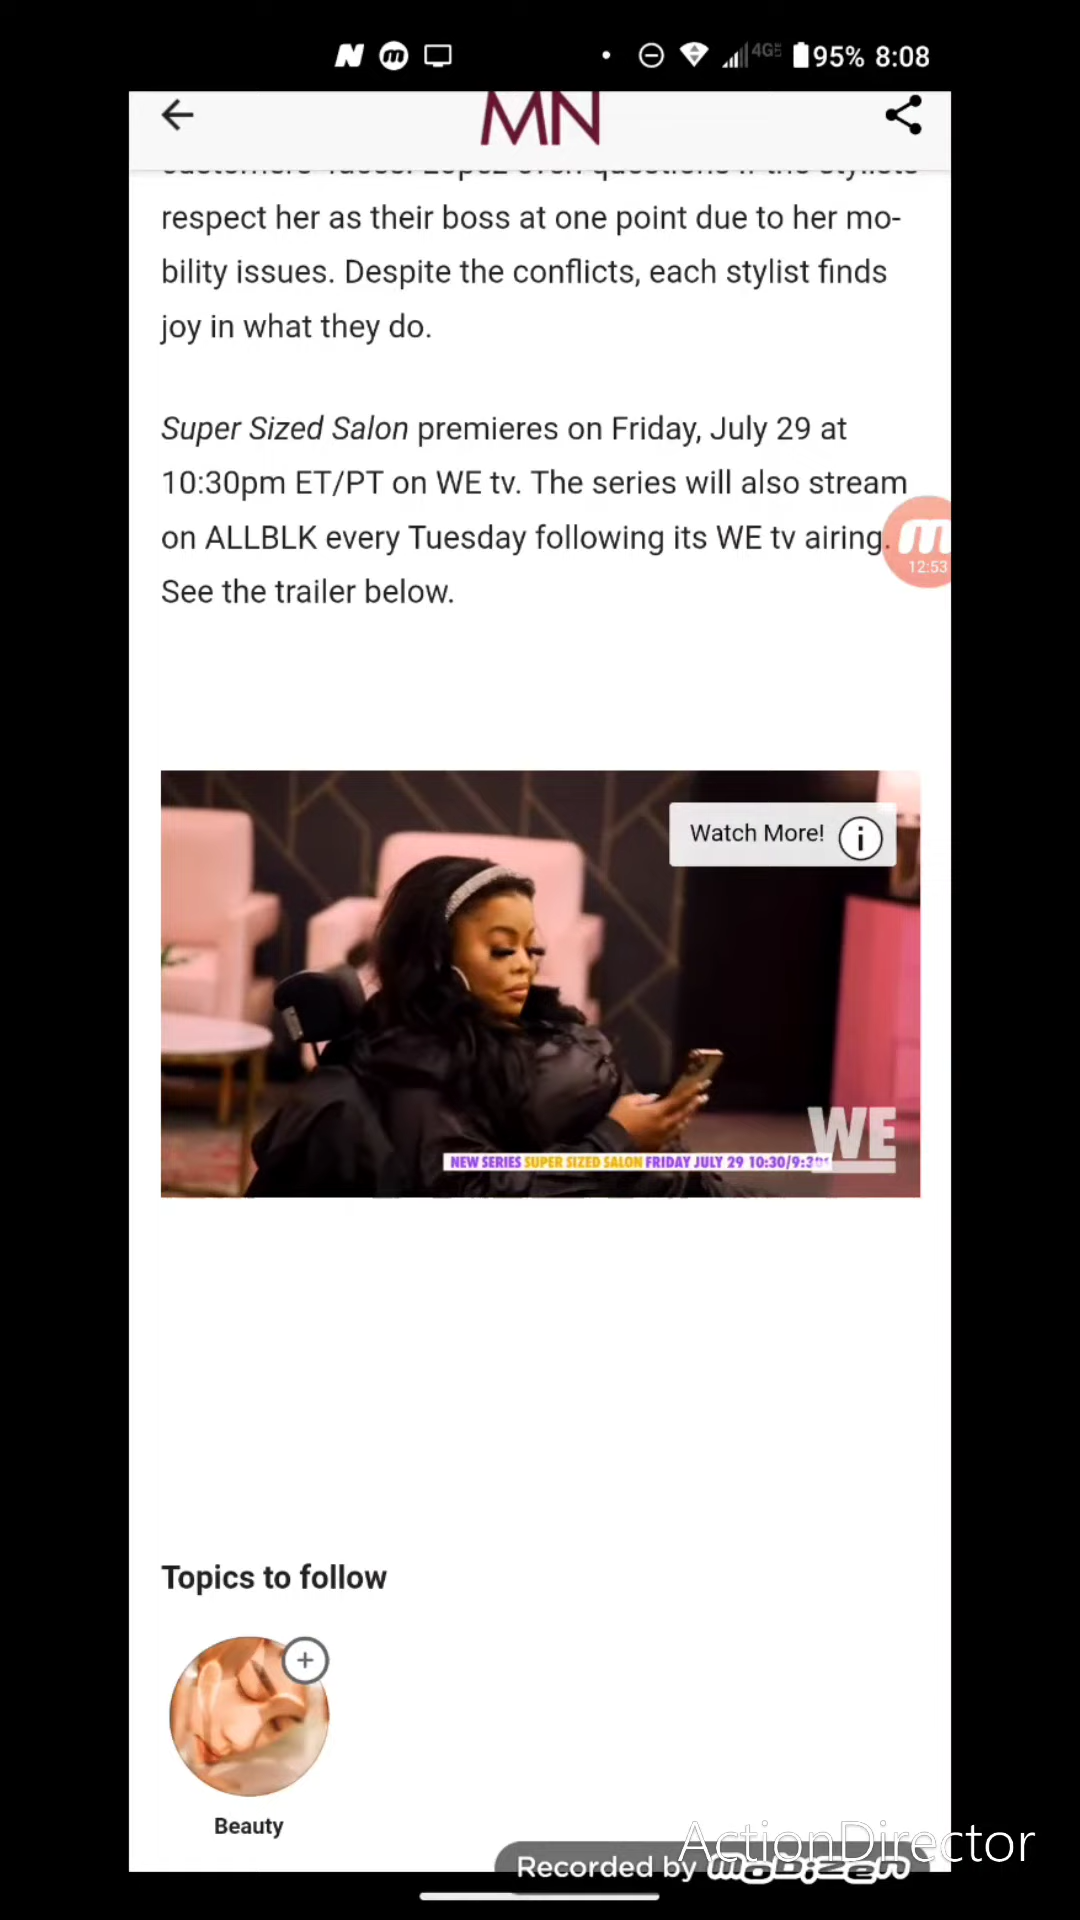 95% 8:08
MN
respect her as their boss at one point due to her mo-
bility issues. Despite the conflicts, each stylist finds
joy in what they do.
Super Sized Salon premieres on Friday, July 29 at
10:30pm ET/PT on WE tv. The series will also stream
on ALLBLK every Tuesday following its WE tv airing.
12:53
See the trailer below.
Watch More!
WE
NEW SERIES SUPER SIZED SALON FRIDAY JULY 29 10:30/9:30c
Topics to follow
Beauty
ActionDirector
Recorded by mobizen